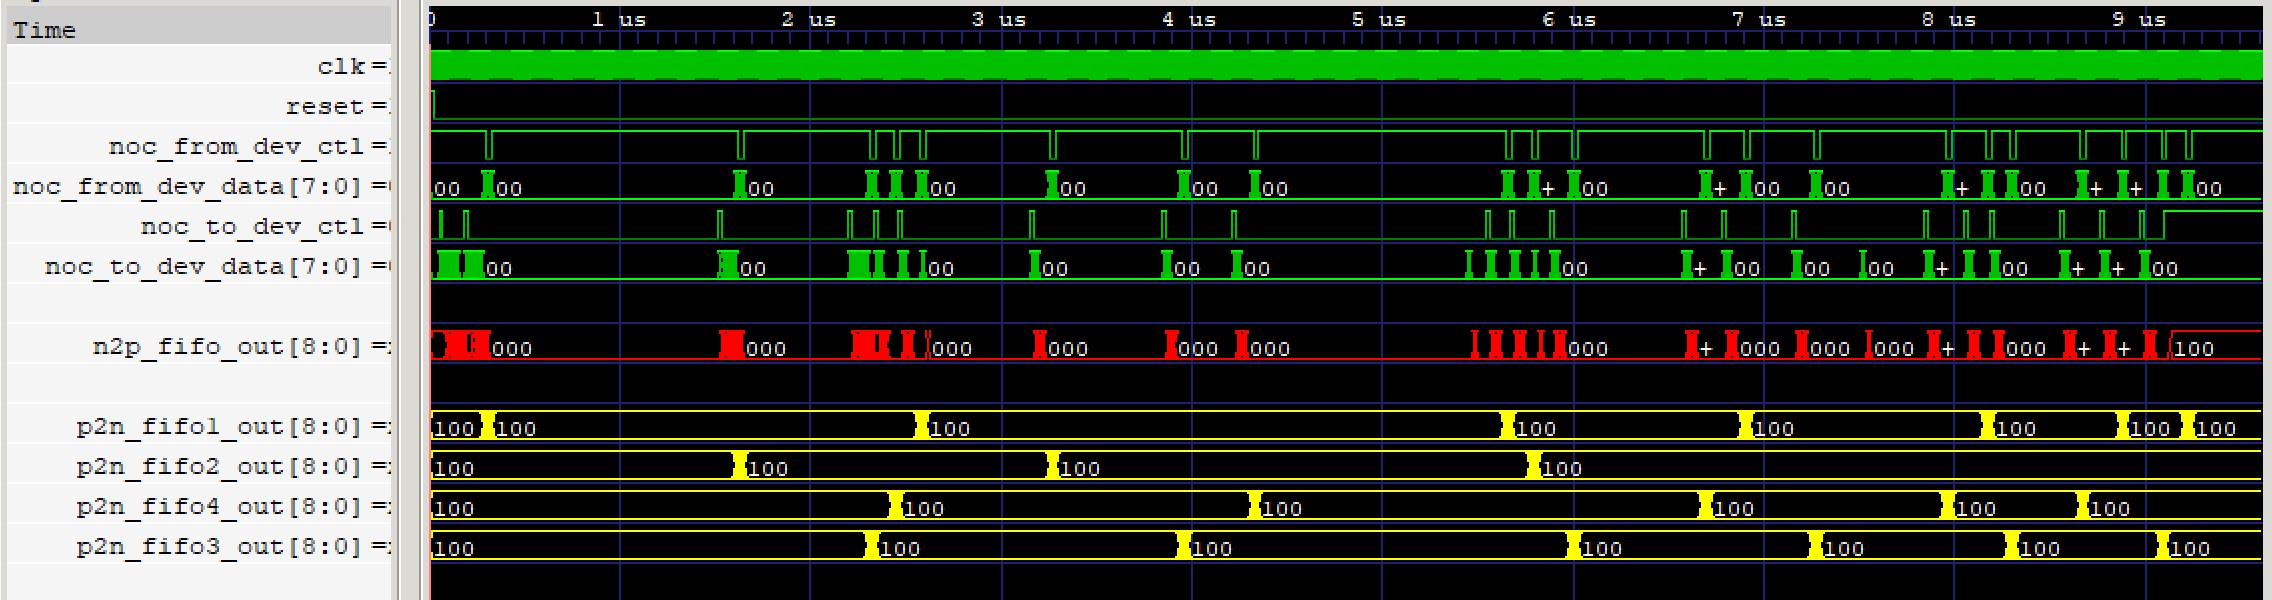 Time
0 1 us 2 us 3 us 4 us 5 us 6 us 7 us 8 us 9 us
clk =
reset =
noc_from_dev_ctl =
noc_from_dev_data[7:0] = 00 00 00 00 00 00 00 + 00 + 00 00 + 00 + + 00
noc_to_dev_ctl =
noc_to_dev_data[7:0] = 00 00 00 00 00 00 00 + 00 00 00 + 00 + + 00
n2p_fifo_out[8:0] = 000 000 000 000 000 000 000 + 000 000 000 + 000 + + 100
p2n_fifo1_out[8:0] = 100 100 100 100 100 100 100 100
p2n_fifo2_out[8:0] = 100 100 100 100
p2n_fifo4_out[8:0] = 100 100 100 100 100 100
p2n_fifo3_out[8:0] = 100 100 100 100 100 100 100